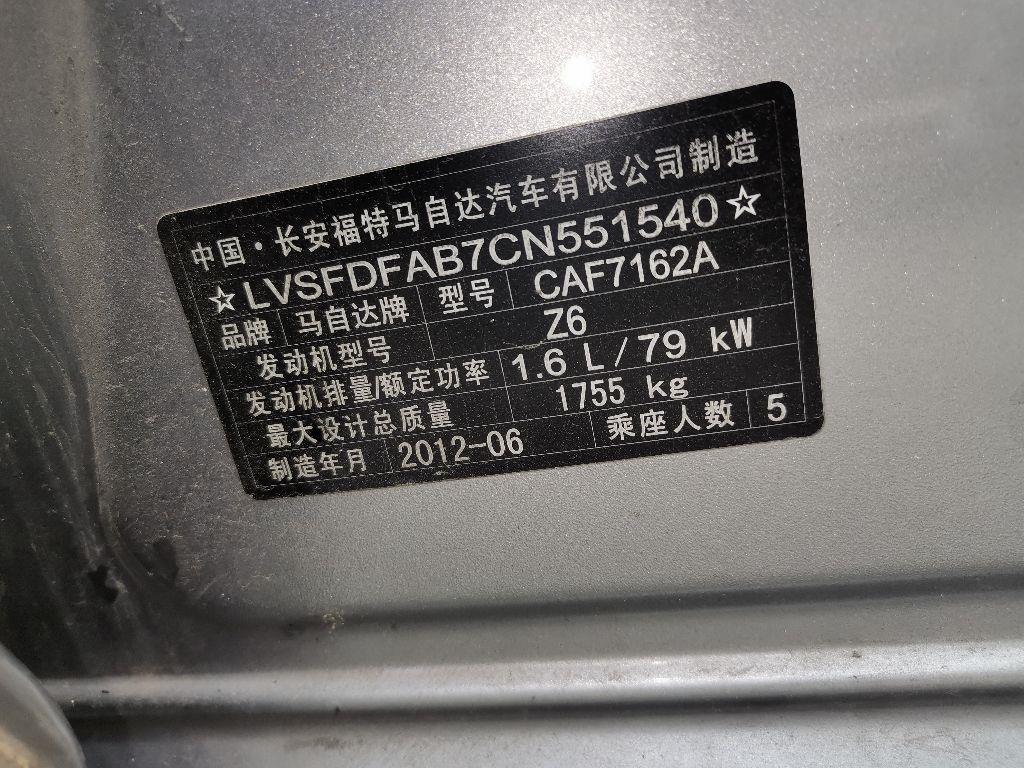 中国·长安福特马自达汽车有限公司制造
☆LVSFDFAB7CN551540☆
品牌 马自达牌 型号 CAF7162A
发动机型号 Z6
发动机排量/额定功率 1.6 L/79 kW
最大设计总质量 1755 kg
制造年月 2012-06 乘座人数 5